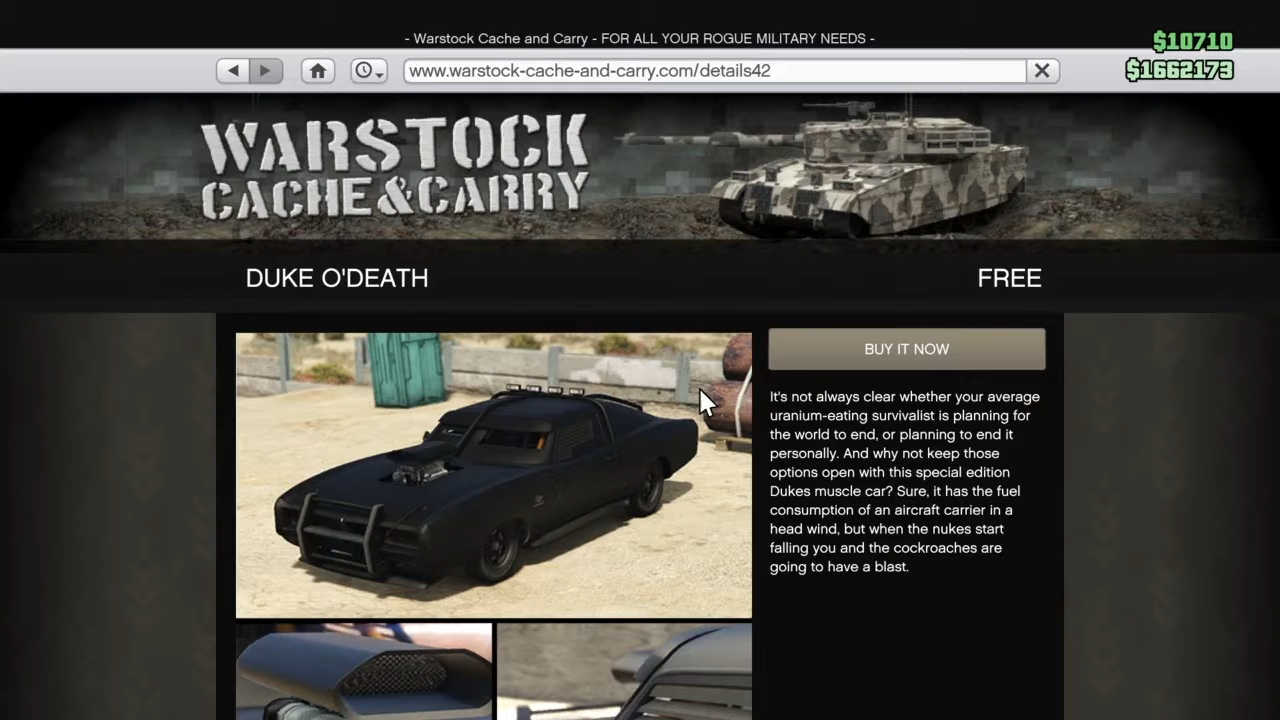 - Warstock Cache and Carry - FOR ALL YOUR ROGUE MILITARY NEEDS -
$10710
$1662173
www.warstock-cache-and-carry.com/details42
WARSTOCK
CACHE&CARRY
DUKE O'DEATH
FREE
BUY IT NOW
It's not always clear whether your average
uranium-eating survivalist is planning for
the world to end, or planning to end it
personally. And why not keep those
options open with this special edition
Dukes muscle car? Sure, it has the fuel
consumption of an aircraft carrier in a
head wind, but when the nukes start
falling you and the cockroaches are
going to have a blast.